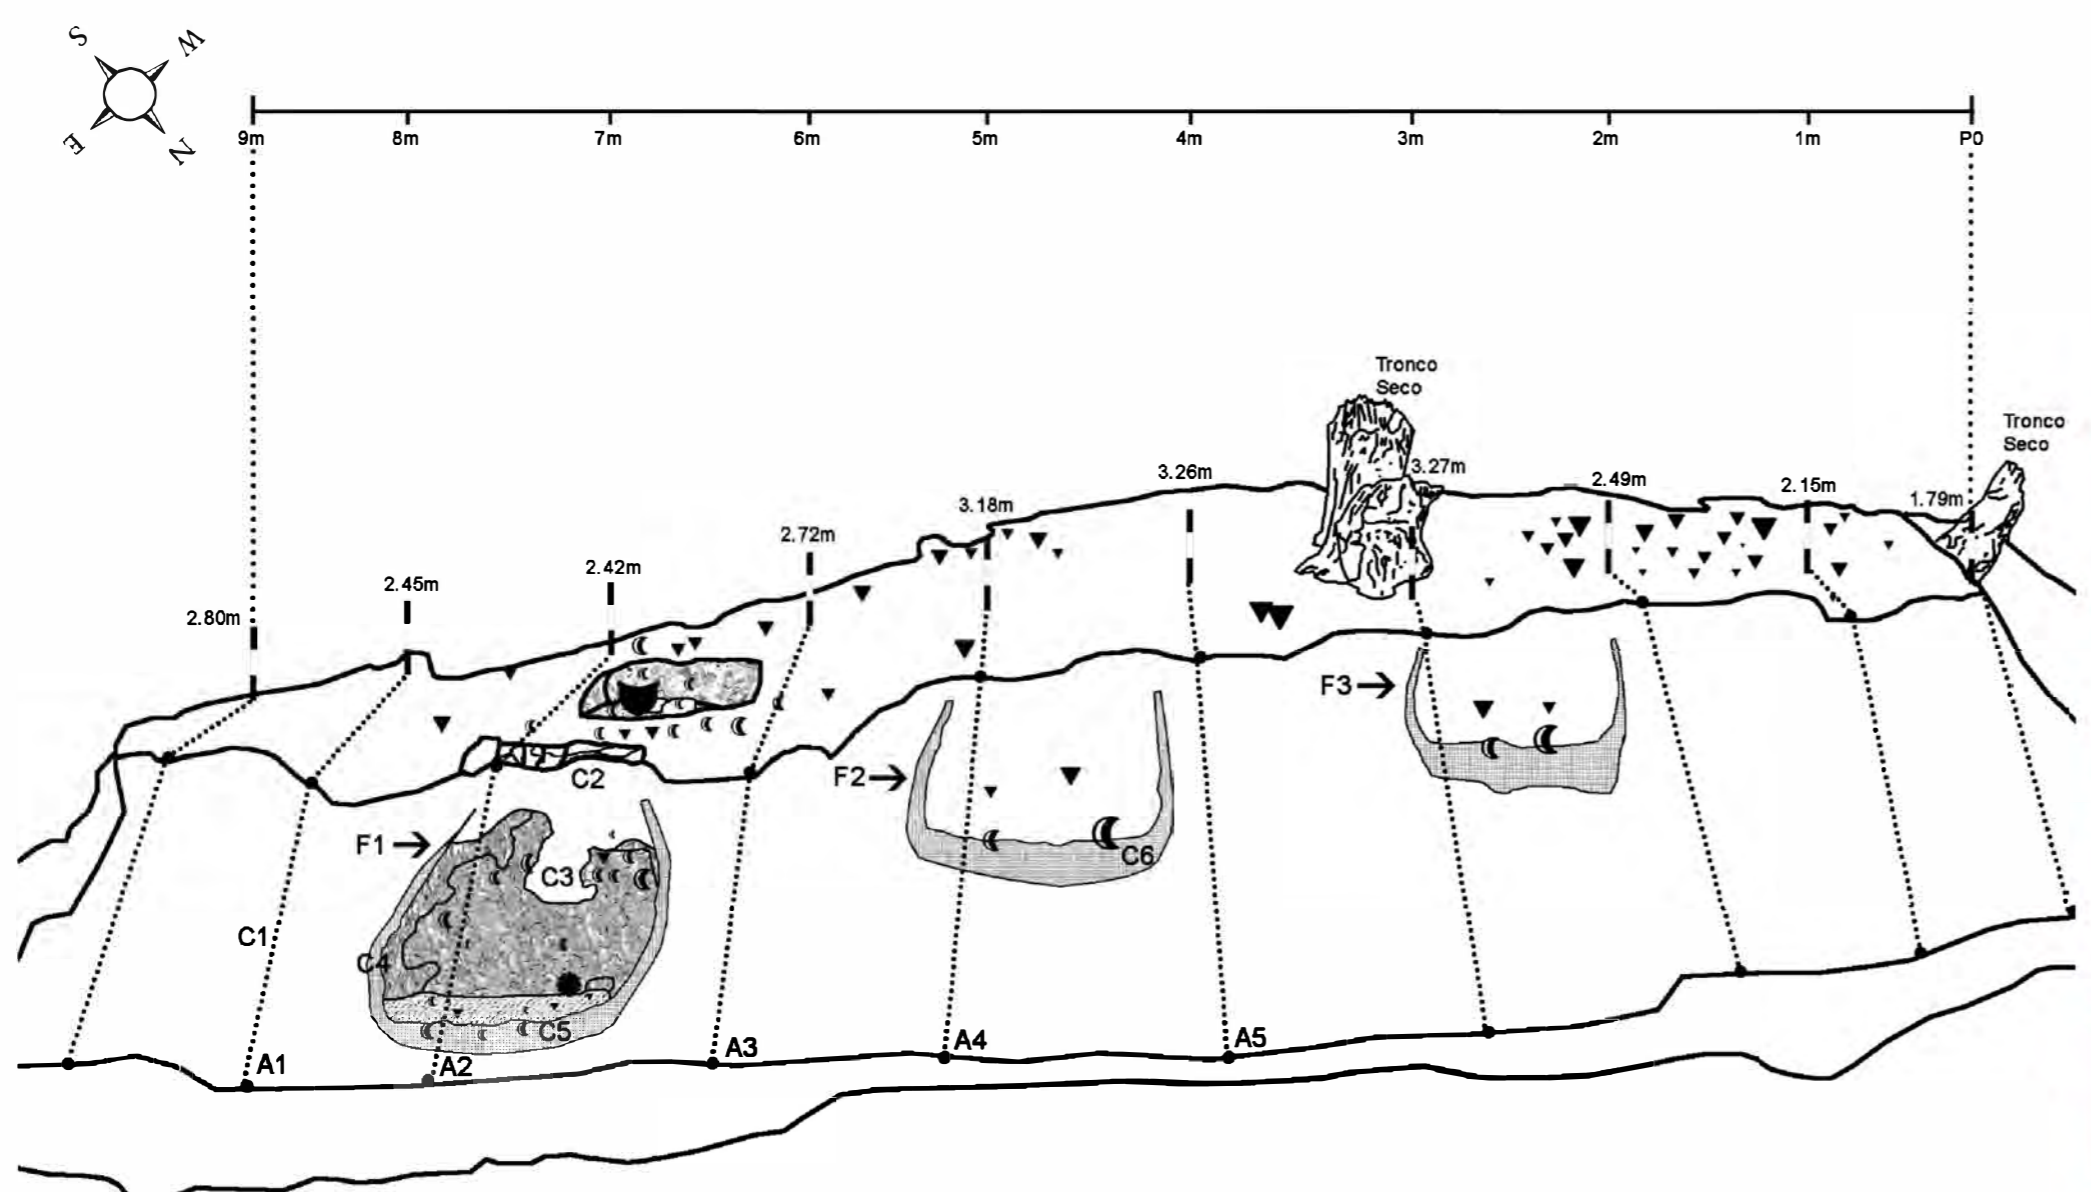 S
W
E
N
9m 8m 7m 6m 5m 4m 3m 2m 1m P0
Tronco
Seco
Tronco
Seco
3.27m
3.26m
2.49m
2.15m
1.79m
3.18m
2.72m
2.42m
2.45m
2.80m
F3
F2
C2
F1
C6
C3
C1
C4
C5
A1
A2
A3
A4
A5